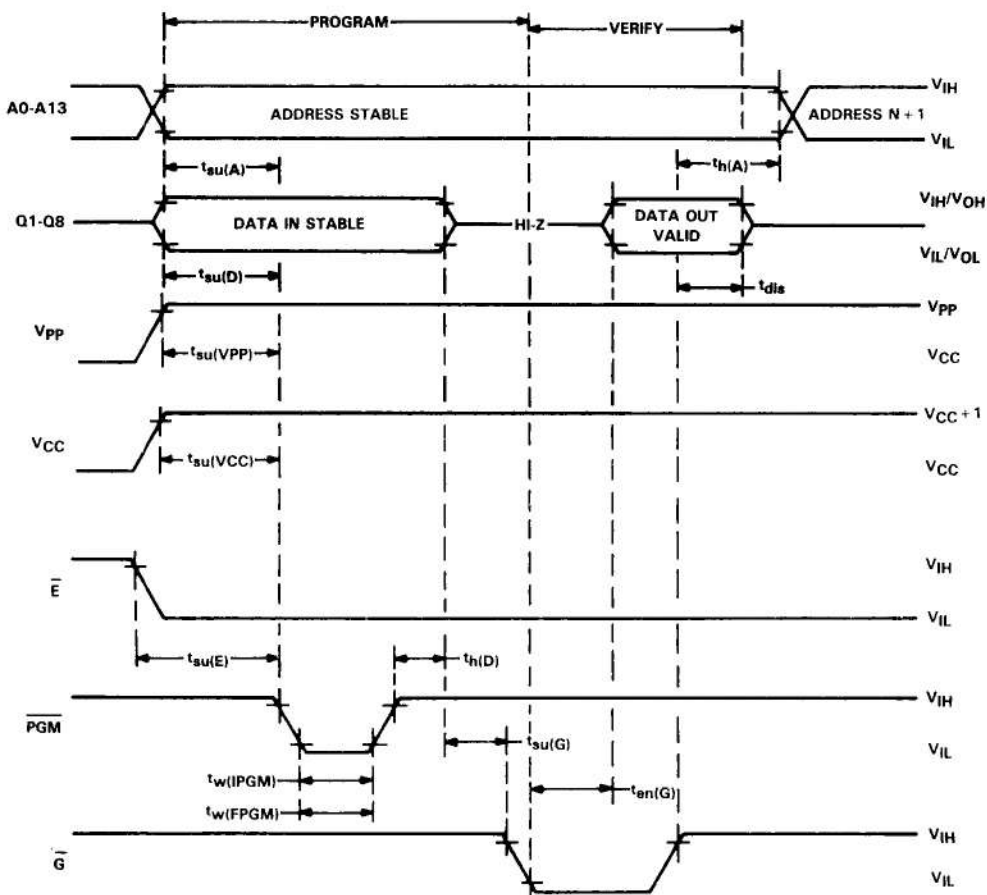 PROGRAM
VERIFY
A0-A13
ADDRESS STABLE
ADDRESS N + 1
VIH
VIL
tsu(A)
th(A)
Q1-Q8
DATA IN STABLE
HI-Z
DATA OUT
VALID
VIH/VOH
VIL/VOL
tsu(D)
tdis
VPP
VPP
tsu(VPP)
VCC
VCC
VCC + 1
tsu(VCC)
VCC
E
VIH
VIL
tsu(E)
th(D)
PGM
VIH
VIL
tsu(G)
tw(IPGM)
ten(G)
tw(FPGM)
G
VIH
VIL